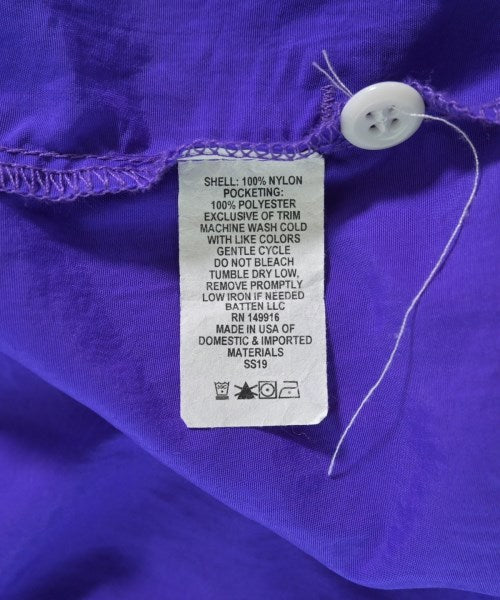 SHELL: 100% NYLON
POCKETING:
100% POLYESTER
EXCLUSIVE OF TRIM
MACHINE WASH COLD
WITH LIKE COLORS
GENTLE CYCLE
DO NOT BLEACH
TUMBLE DRY LOW,
REMOVE PROMPTLY
LOW IRON IF NEEDED
BATTEN LLC
RN 149916
MADE IN USA OF
DOMESTIC & IMPORTED
MATERIALS
SS19